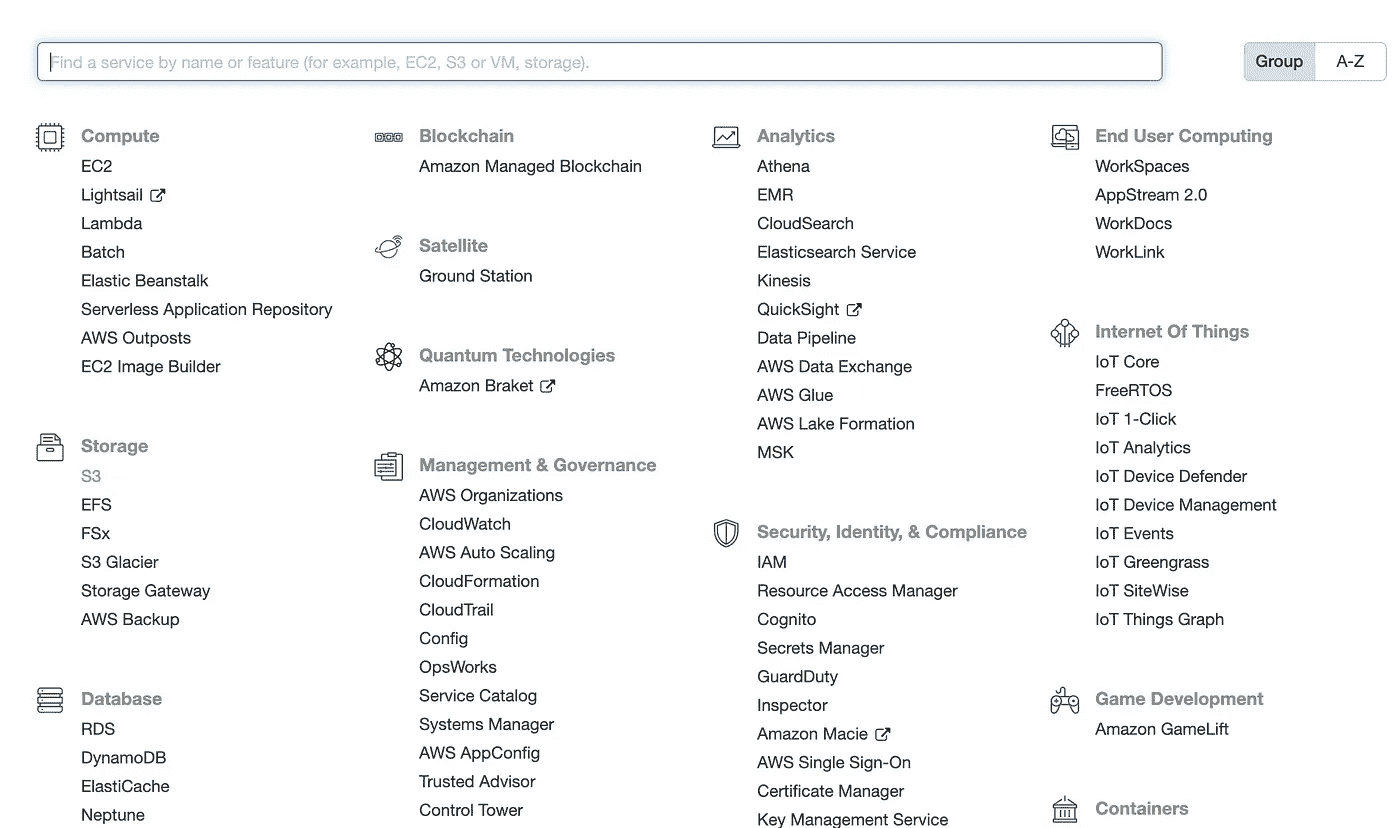 Find a service by name or feature (for example, EC2, S3 or VM, storage).
Group
A-Z
Compute
EC2
Lightsail
Lambda
Batch
Elastic Beanstalk
Serverless Application Repository
AWS Outposts
EC2 Image Builder
Storage
S3
EFS
FSx
S3 Glacier
Storage Gateway
AWS Backup
Database
RDS
DynamoDB
ElastiCache
Neptune
Blockchain
Amazon Managed Blockchain
Satellite
Ground Station
Quantum Technologies
Amazon Braket
Management & Governance
AWS Organizations
CloudWatch
AWS Auto Scaling
CloudFormation
CloudTrail
Config
OpsWorks
Service Catalog
Systems Manager
AWS AppConfig
Trusted Advisor
Control Tower
Analytics
Athena
EMR
CloudSearch
Elasticsearch Service
Kinesis
QuickSight
Data Pipeline
AWS Data Exchange
AWS Glue
AWS Lake Formation
MSK
Security, Identity, & Compliance
IAM
Resource Access Manager
Cognito
Secrets Manager
GuardDuty
Inspector
Amazon Macie
AWS Single Sign-On
Certificate Manager
Key Management Service
End User Computing
WorkSpaces
AppStream 2.0
WorkDocs
WorkLink
Internet Of Things
IoT Core
FreeRTOS
IoT 1-Click
IoT Analytics
IoT Device Defender
IoT Device Management
IoT Events
IoT Greengrass
IoT SiteWise
IoT Things Graph
Game Development
Amazon GameLift
Containers